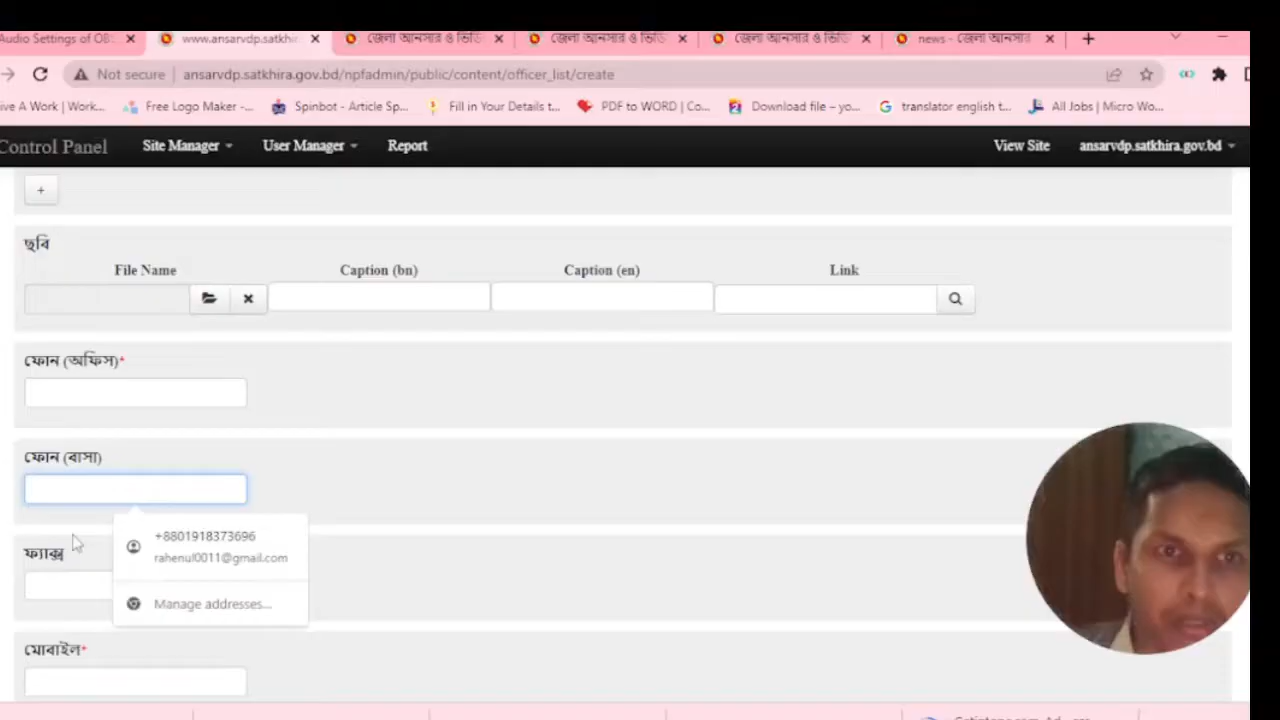 Audio Settings of OB:
www.ansarvdp.satkhi
জেলা আনসার ও ভিডি
জেলা আনসার ও ভিডি
জেলা আনসার ও ভিডি
news - জেলা আনসা
Not secure
ansarvdp.satkhira.gov.bd/npfadmin/public/content/officer_list/create
ive A Work | Work...
Free Logo Maker -...
Spinbot - Article Sp...
Fill in Your Details t...
PDF to WORD | Co...
Download file – yo...
translator english t...
All Jobs | Micro Wo...
Control Panel
Site Manager
User Manager
Report
View Site
ansarvdp.satkhira.gov.bd
+
ছবি
File Name
Caption (bn)
Caption (en)
Link
ফোন (অফিস)*
ফোন (বাসা)
+8801918373696
rahenul0011@gmail.com
ফ্যাক্স
Manage addresses...
মোবাইল*